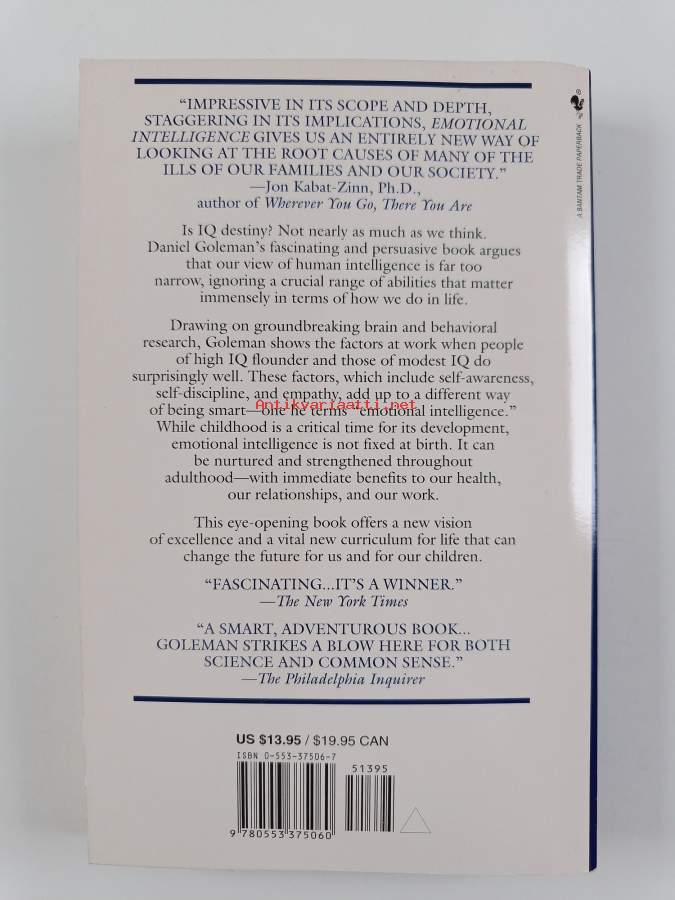 “IMPRESSIVE IN ITS SCOPE AND DEPTH,
STAGGERING IN ITS IMPLICATIONS, EMOTIONAL
INTELLIGENCE GIVES US AN ENTIRELY NEW WAY OF
LOOKING AT THE ROOT CAUSES OF MANY OF THE
ILLS OF OUR FAMILIES AND OUR SOCIETY.”
—Jon Kabat-Zinn, Ph.D.,
author of Wherever You Go, There You Are
A BANTAM TRADE PAPERBACK
Is IQ destiny? Not nearly as much as we think.
Daniel Goleman’s fascinating and persuasive book argues
that our view of human intelligence is far too
narrow, ignoring a crucial range of abilities that matter
immensely in terms of how we do in life.
Drawing on groundbreaking brain and behavioral
research, Goleman shows the factors at work when people
of high IQ flounder and those of modest IQ do
surprisingly well. These factors, which include self-awareness,
self-discipline, and empathy, add up to a different way
of being smart—one he terms “emotional intelligence.”
Antikvariaatti.net
While childhood is a critical time for its development,
emotional intelligence is not fixed at birth. It can
be nurtured and strengthened throughout
adulthood—with immediate benefits to our health,
our relationships, and our work.
This eye-opening book offers a new vision
of excellence and a vital new curriculum for life that can
change the future for us and for our children.
“FASCINATING...IT’S A WINNER.”
—The New York Times
“A SMART, ADVENTUROUS BOOK...
GOLEMAN STRIKES A BLOW HERE FOR BOTH
SCIENCE AND COMMON SENSE.”
—The Philadelphia Inquirer
US $13.95 / $19.95 CAN
ISBN 0-553-37506-7
51395
9 780553 375060